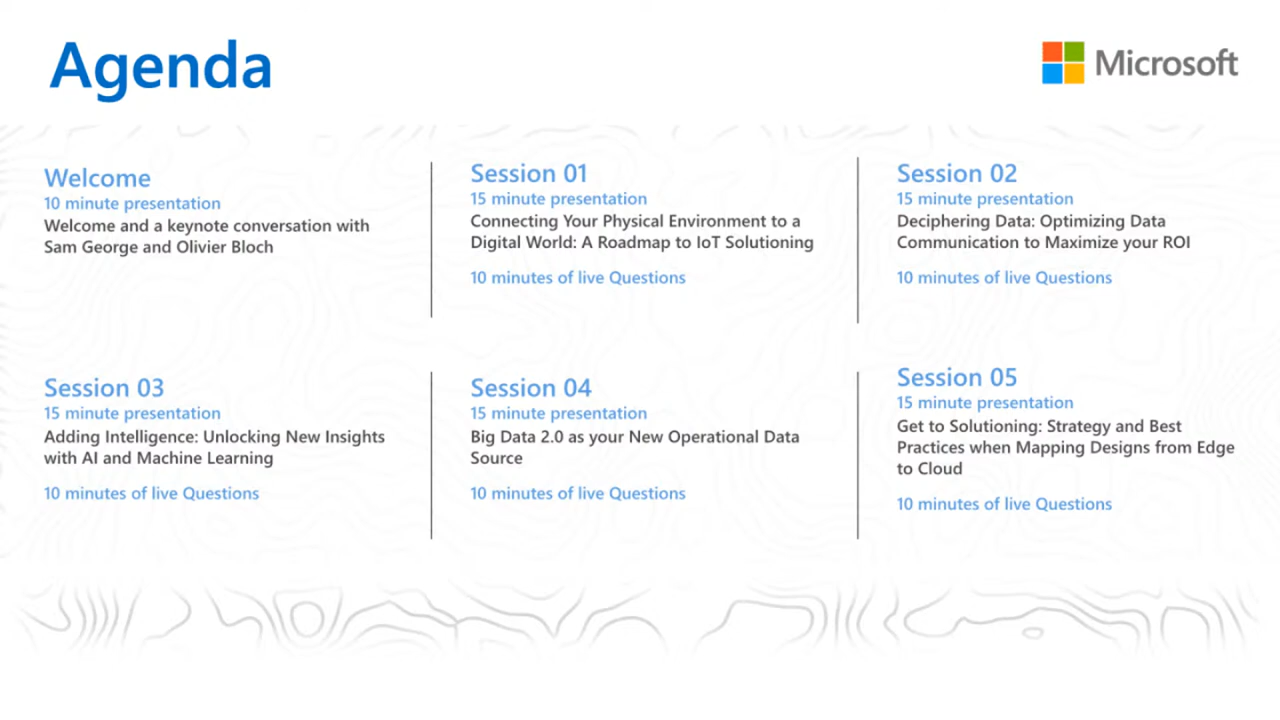 Agenda
Microsoft
Welcome
10 minute presentation
Welcome and a keynote conversation with
Sam George and Olivier Bloch
Session 01
15 minute presentation
Connecting Your Physical Environment to a
Digital World: A Roadmap to IoT Solutioning
10 minutes of live Questions
Session 02
15 minute presentation
Deciphering Data: Optimizing Data
Communication to Maximize your ROI
10 minutes of live Questions
Session 03
15 minute presentation
Adding Intelligence: Unlocking New Insights
with AI and Machine Learning
10 minutes of live Questions
Session 04
15 minute presentation
Big Data 2.0 as your New Operational Data
Source
10 minutes of live Questions
Session 05
15 minute presentation
Get to Solutioning: Strategy and Best
Practices when Mapping Designs from Edge
to Cloud
10 minutes of live Questions